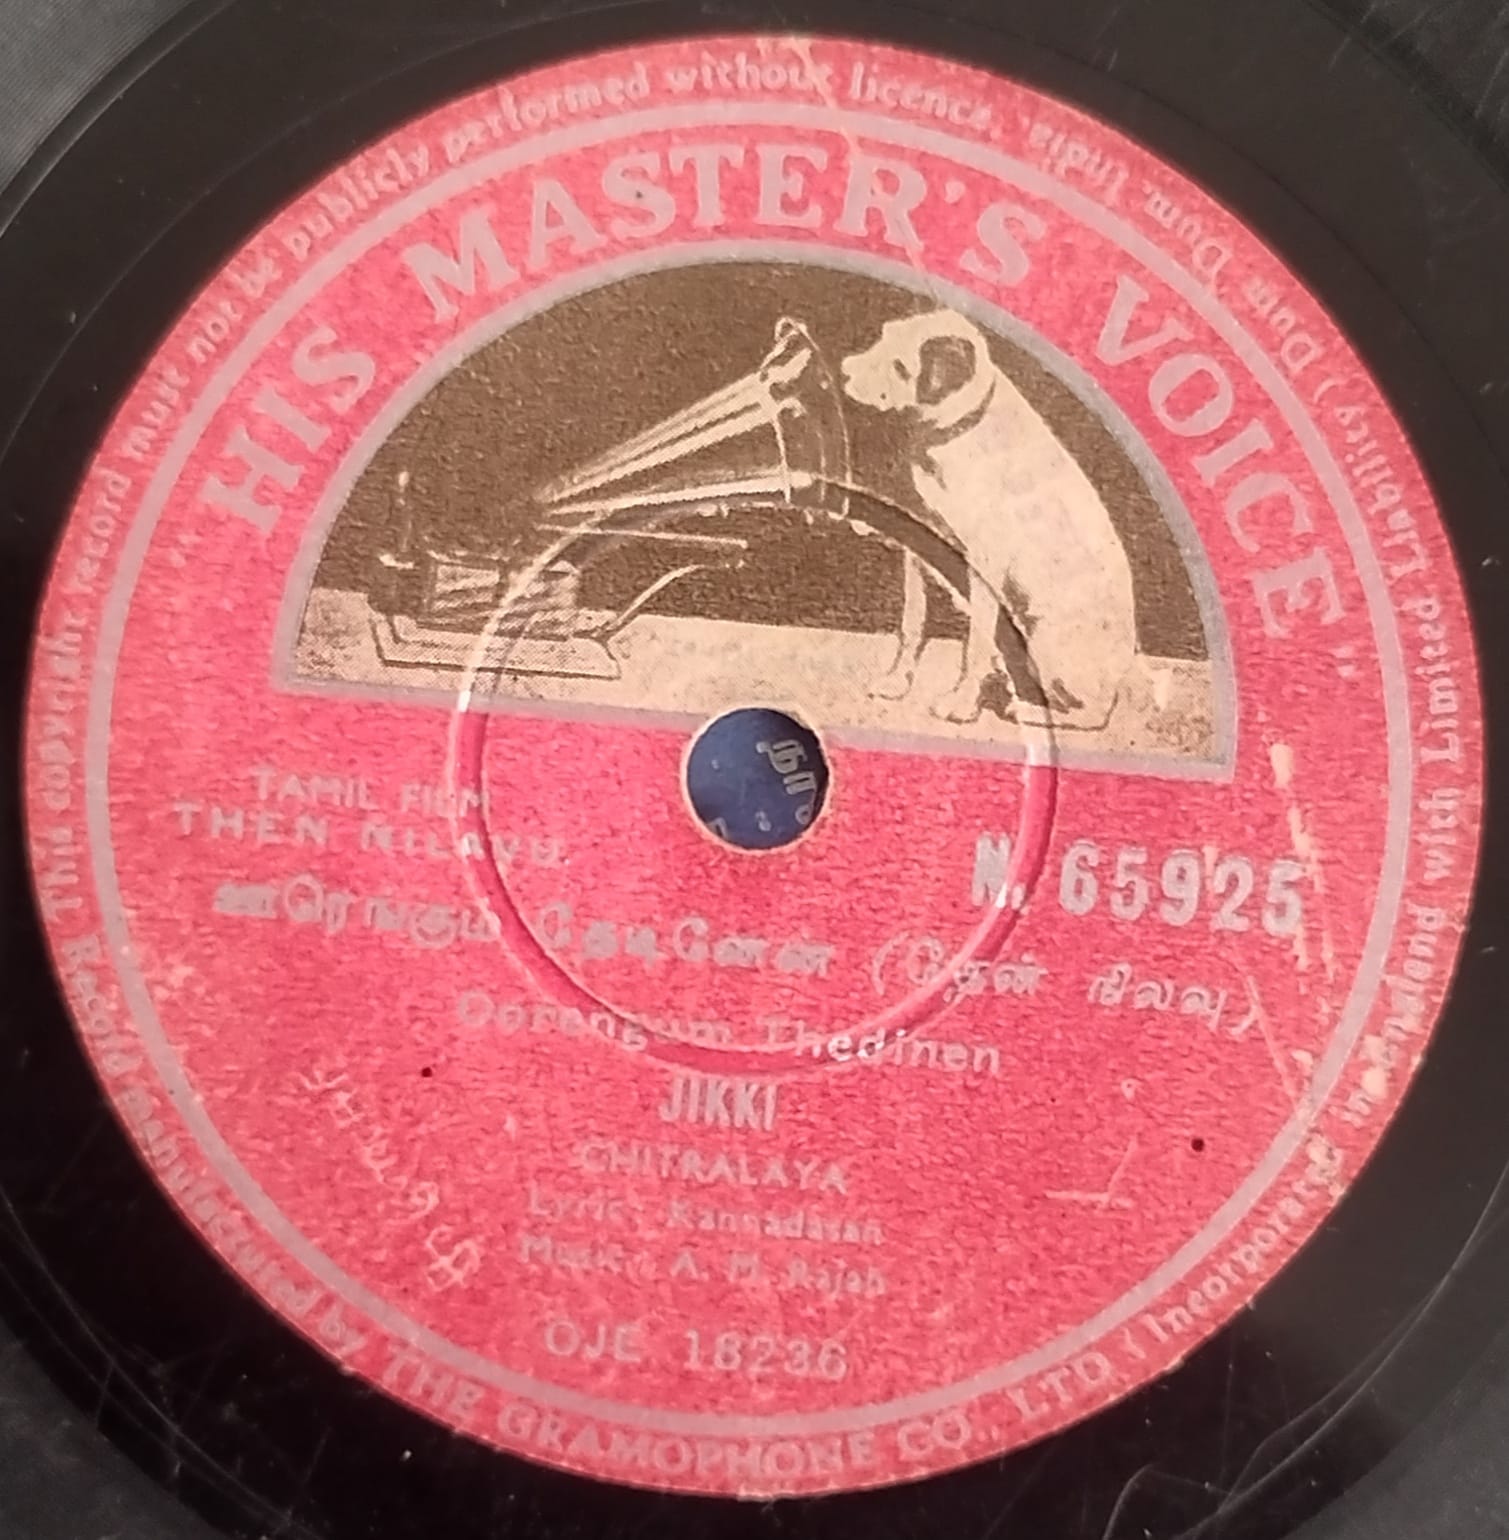 This copyright record must not be publicly performed without licence.
"HIS MASTER'S VOICE"
TAMIL FILM
THEN NILAVU
N. 65925
ஊரெங்கும் தேடினேன் (தேன் நிலவு)
Oorengum Thedinen
JIKKI
CHITRALAYA
Lyric: Kannadasan
Music: A. M. Rajah
OJE 18236
Record manufactured by THE GRAMOPHONE CO., LTD. (Incorporated in England with Limited Liability) Dum Dum, India.